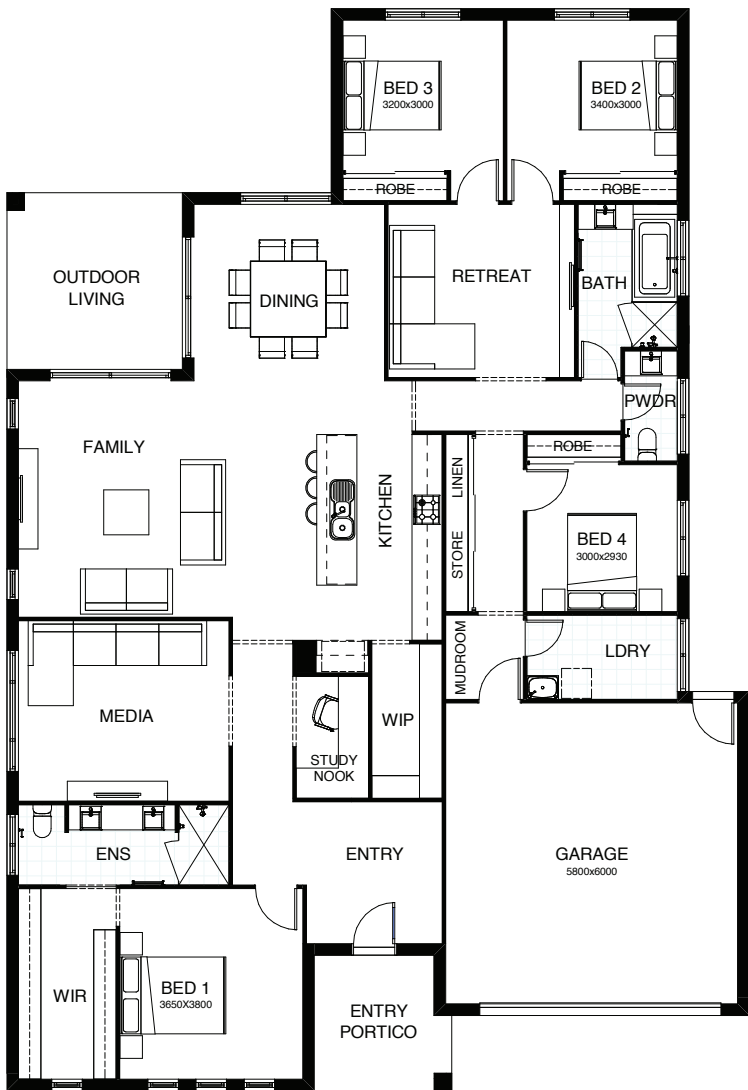 BED 3
3200x3000
BED 2
3400x3000
ROBE
ROBE
OUTDOOR
LIVING
DINING
RETREAT
BATH
PWDR
FAMILY
KITCHEN
LINEN
STORE
ROBE
BED 4
3000x2930
MUDROOM
LDRY
MEDIA
STUDY
NOOK
WIP
ENS
ENTRY
GARAGE
5800x6000
WIR
BED 1
3650X3800
ENTRY
PORTICO